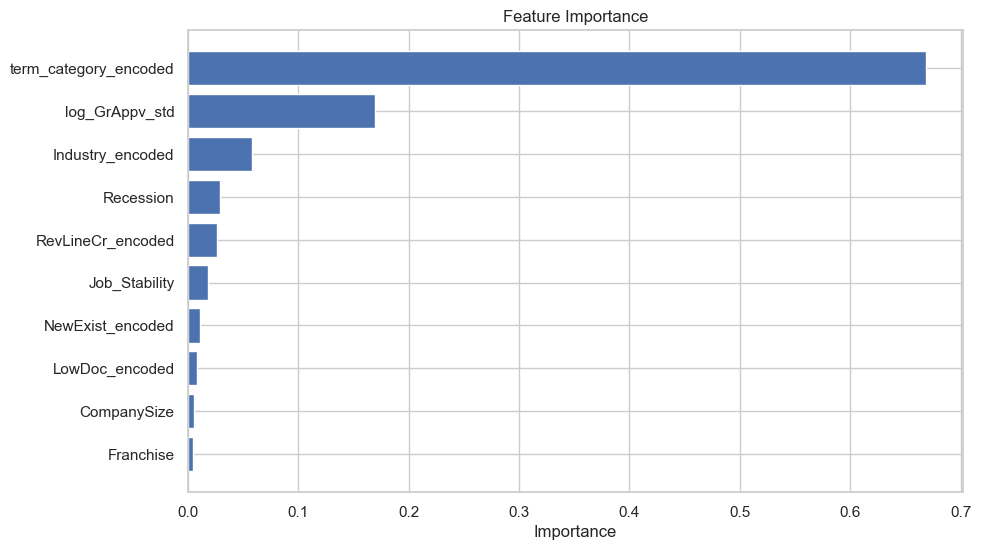 Feature Importance
term_category_encoded
log_GrAppv_std
Industry_encoded
Recession
RevLineCr_encoded
Job_Stability
NewExist_encoded
LowDoc_encoded
CompanySize
Franchise
0.0 0.1 0.2 0.3 0.4 0.5 0.6 0.7
Importance